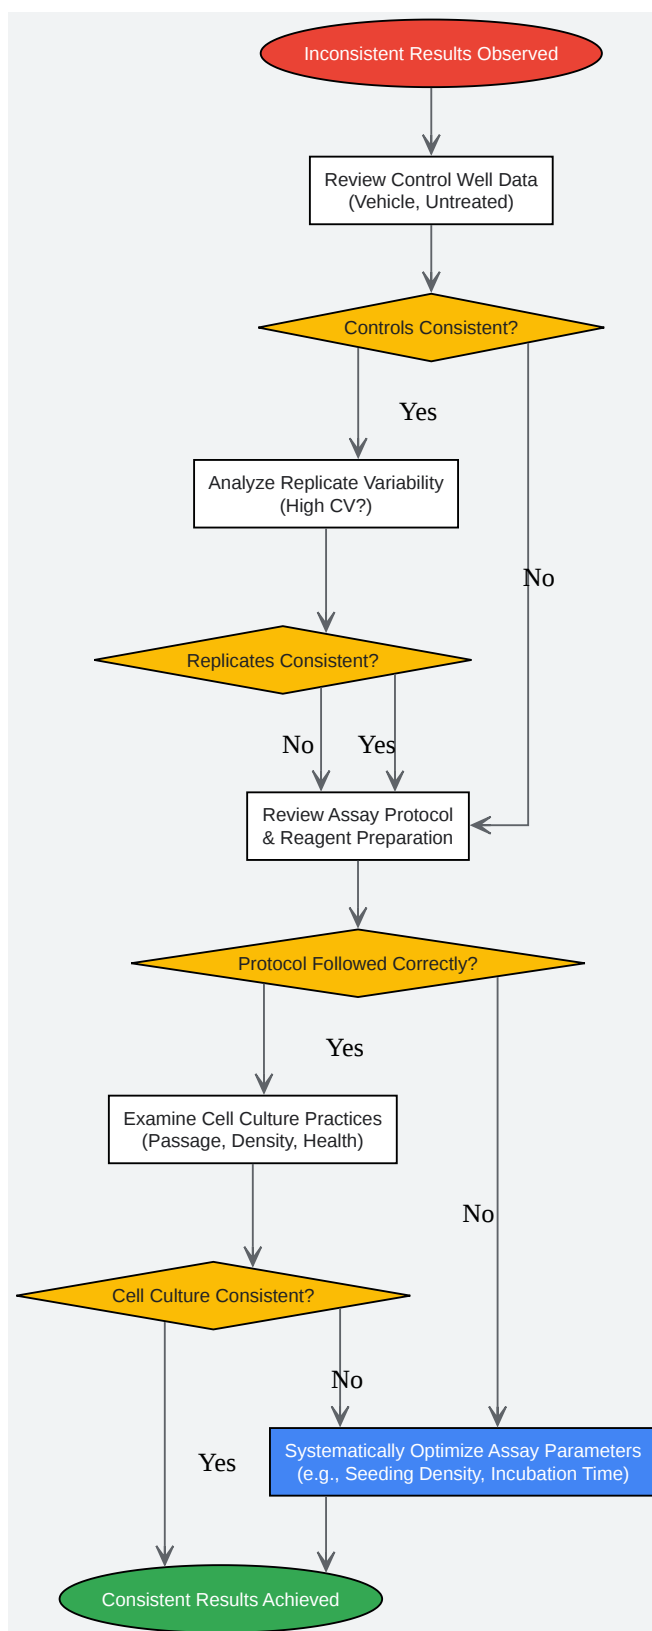 Inconsistent Results Observed
Review Control Well Data
(Vehicle, Untreated)
Controls Consistent?
Yes
Analyze Replicate Variability
(High CV?)
No
Replicates Consistent?
No
Yes
Review Assay Protocol
& Reagent Preparation
Protocol Followed Correctly?
Yes
Examine Cell Culture Practices
(Passage, Density, Health)
No
Cell Culture Consistent?
No
Systematically Optimize Assay Parameters
(e.g., Seeding Density, Incubation Time)
Yes
Consistent Results Achieved